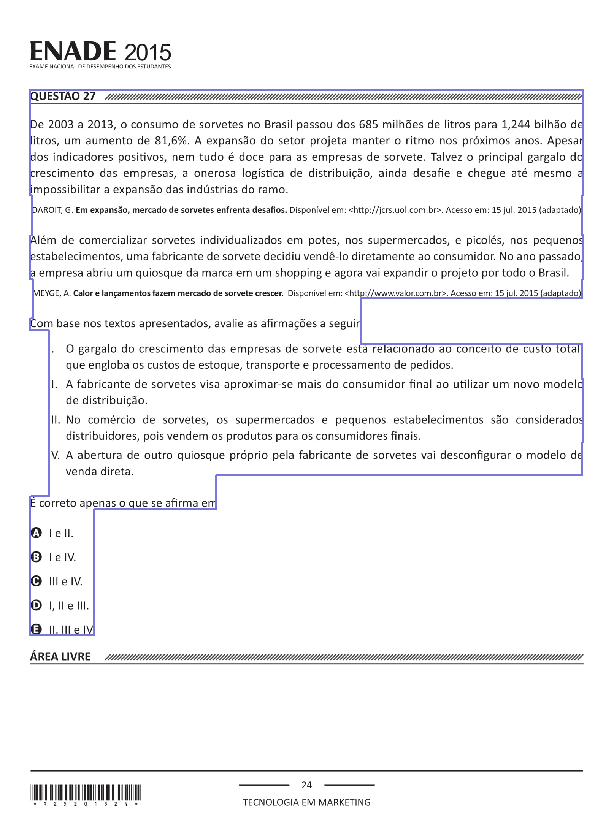 ENADE 2015
EXAME NACIONAL DE DESEMPENHO DOS ESTUDANTES
QUESTÃO 27
De 2003 a 2013, o consumo de sorvetes no Brasil passou dos 685 milhões de litros para 1,244 bilhão de
litros, um aumento de 81,6%. A expansão do setor projeta manter o ritmo nos próximos anos. Apesar
dos indicadores positivos, nem tudo é doce para as empresas de sorvete. Talvez o principal gargalo do
crescimento das empresas, a onerosa logística de distribuição, ainda desafie e chegue até mesmo a
impossibilitar a expansão das indústrias do ramo.
DAROIT, G. Em expansão, mercado de sorvetes enfrenta desafios. Disponível em: <http://jcrs.uol.com.br>. Acesso em: 15 jul. 2015 (adaptado)
Além de comercializar sorvetes individualizados em potes, nos supermercados, e picolés, nos pequenos
estabelecimentos, uma fabricante de sorvete decidiu vendê-lo diretamente ao consumidor. No ano passado,
a empresa abriu um quiosque da marca em um shopping e agora vai expandir o projeto por todo o Brasil.
MEYGE, A. Calor e lançamentos fazem mercado de sorvete crescer. Disponível em: <http://www.valor.com.br>. Acesso em: 15 jul. 2015 (adaptado)
Com base nos textos apresentados, avalie as afirmações a seguir
. O gargalo do crescimento das empresas de sorvete está relacionado ao conceito de custo total,
que engloba os custos de estoque, transporte e processamento de pedidos.
I. A fabricante de sorvetes visa aproximar-se mais do consumidor final ao utilizar um novo modelo
de distribuição.
II. No comércio de sorvetes, os supermercados e pequenos estabelecimentos são considerados
distribuidores, pois vendem os produtos para os consumidores finais.
V. A abertura de outro quiosque próprio pela fabricante de sorvetes vai desconfigurar o modelo de
venda direta.
É correto apenas o que se afirma em
A I e II.
B I e IV.
C III e IV.
D I, II e III.
E II, III e IV
ÁREA LIVRE
24
TECNOLOGIA EM MARKETING